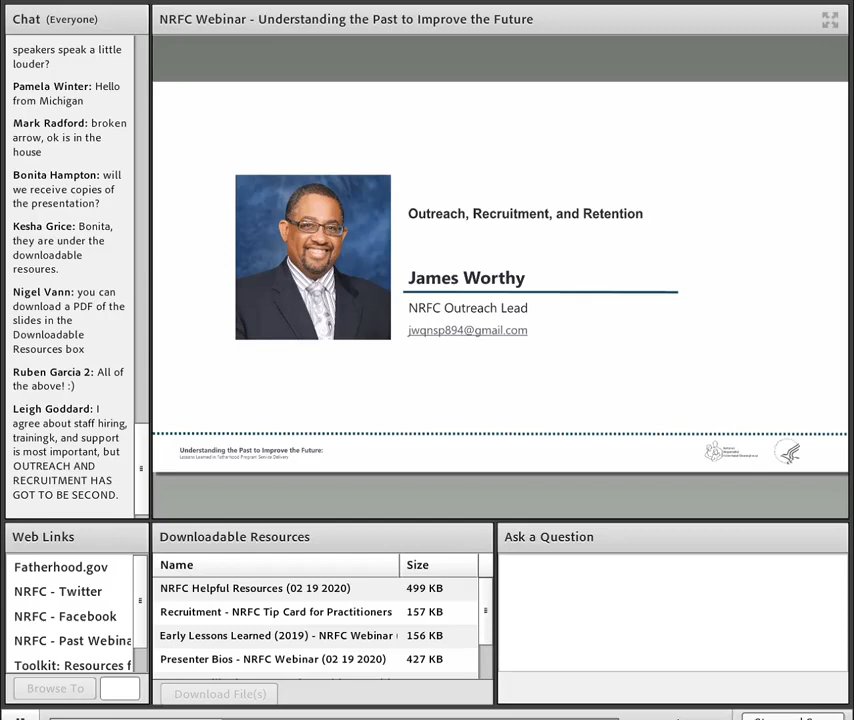 Chat (Everyone)
speakers speak a little
louder?
Pamela Winter: Hello
from Michigan
Mark Radford: broken
arrow, ok is in the
house
Bonita Hampton: will
we receive copies of
the presentation?
Kesha Grice: Bonita,
they are under the
downloadable
resoures.
Nigel Vann: you can
download a PDF of the
slides in the
Downloadable
Resources box
Ruben Garcia 2: All of
the above! :)
Leigh Goddard: I
agree about staff hiring,
trainingk, and support
is most important, but
OUTREACH AND
RECRUITMENT HAS
GOT TO BE SECOND.
NRFC Webinar - Understanding the Past to Improve the Future
Outreach, Recruitment, and Retention
James Worthy
NRFC Outreach Lead
jwqnsp894@gmail.com
Understanding the Past to Improve the Future:
Lessons Learned in Fatherhood Program Service Delivery
Web Links
Fatherhood.gov
NRFC - Twitter
NRFC - Facebook
NRFC - Past Webina
Toolkit: Resources f
Browse To
Downloadable Resources
Name Size
NRFC Helpful Resources (02 19 2020) 499 KB
Recruitment - NRFC Tip Card for Practitioners 157 KB
Early Lessons Learned (2019) - NRFC Webinar 156 KB
Presenter Bios - NRFC Webinar (02 19 2020) 427 KB
Download File(s)
Ask a Question